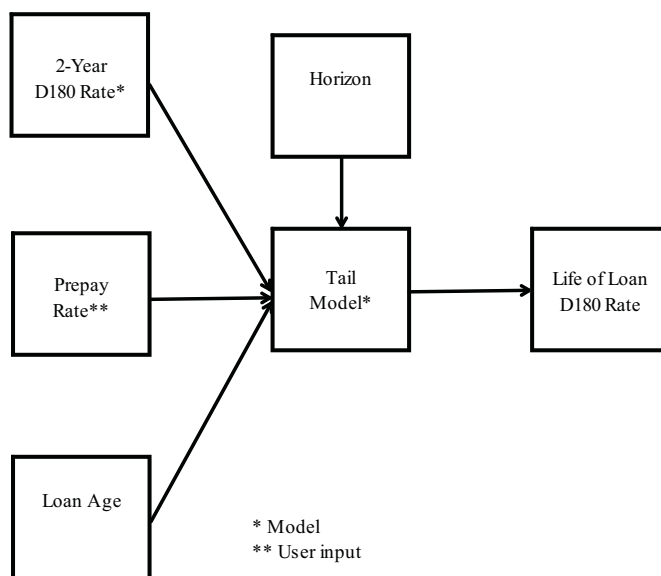 2-Year
D180 Rate*
Horizon
Prepay
Rate**
Tail
Model*
Life of Loan
D180 Rate
Loan Age
* Model
** User input